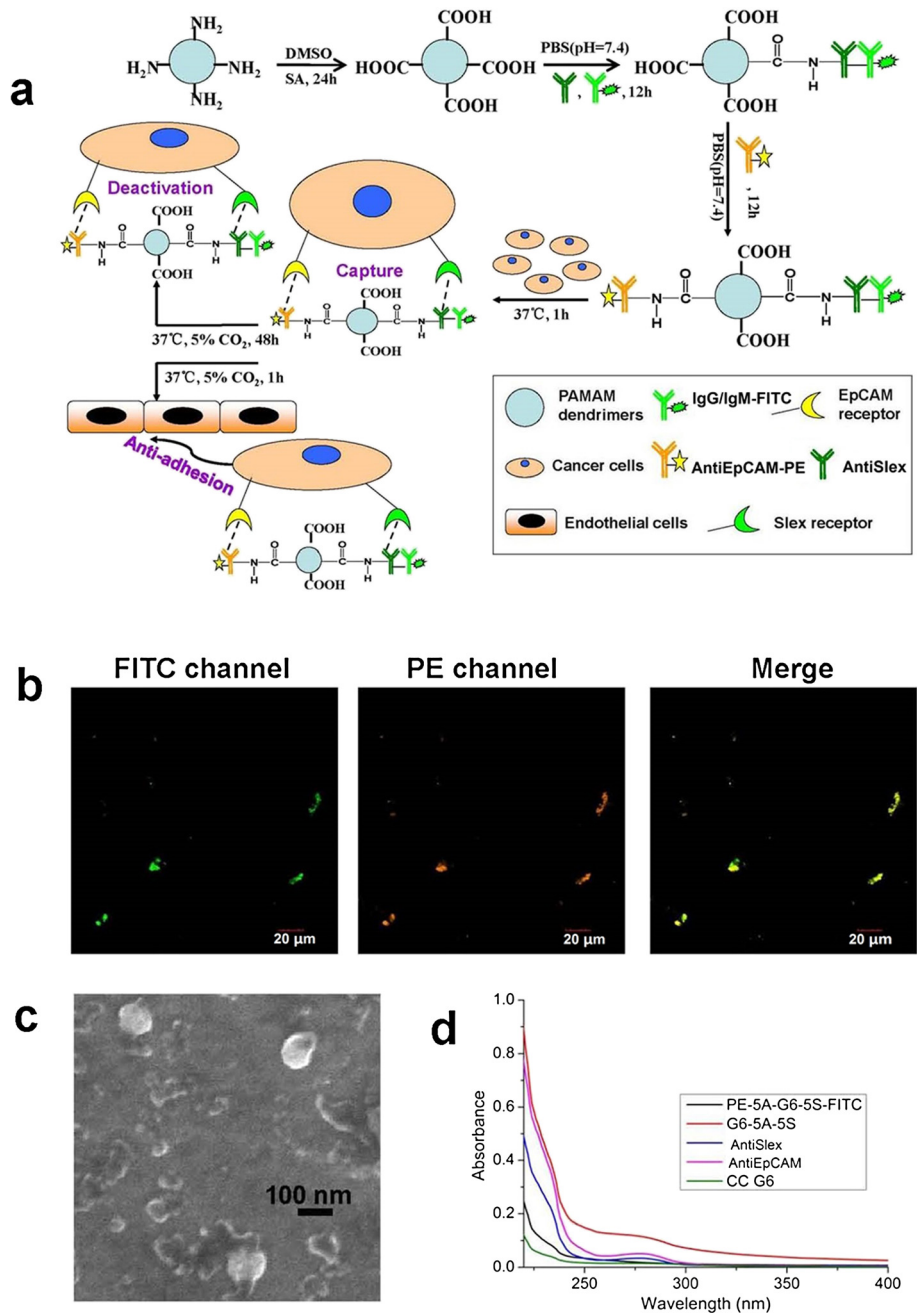 a
NH2
H2N
NH2
NH2
DMSO
SA, 24h
COOH
HOOC
COOH
COOH
PBS(pH=7.4)
, , 12h
COOH
HOOC
COOH
O
C
N
H
PBS(pH=7.4)
, 12h
Deactivation
COOH
O
C
N
H
O
C
N
H
COOH
Capture
COOH
O
C
N
H
O
C
N
H
COOH
37℃, 1h
COOH
O
C
N
H
O
C
N
H
COOH
37℃, 5% CO2, 48h
37℃, 5% CO2, 1h
Anti-adhesion
COOH
O
C
N
H
O
C
N
H
COOH
PAMAM
dendrimers
IgG/IgM-FITC
EpCAM
receptor
Cancer cells
AntiEpCAM-PE
AntiSlex
Endothelial cells
Slex receptor
b
FITC channel
PE channel
Merge
20 µm
20 µm
20 µm
c
100 nm
d
Absorbance
1.0
0.8
0.6
0.4
0.2
0.0
PE-5A-G6-5S-FITC
G6-5A-5S
AntiSlex
AntiEpCAM
CC G6
250
300
350
400
Wavelength (nm)